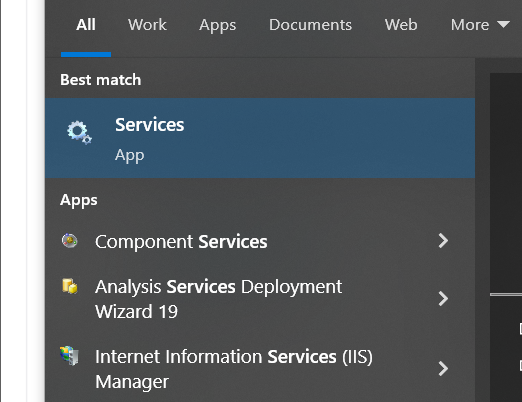 All Work Apps Documents Web More
Best match
Services
App
Apps
Component Services
Analysis Services Deployment
Wizard 19
Internet Information Services (IIS)
Manager